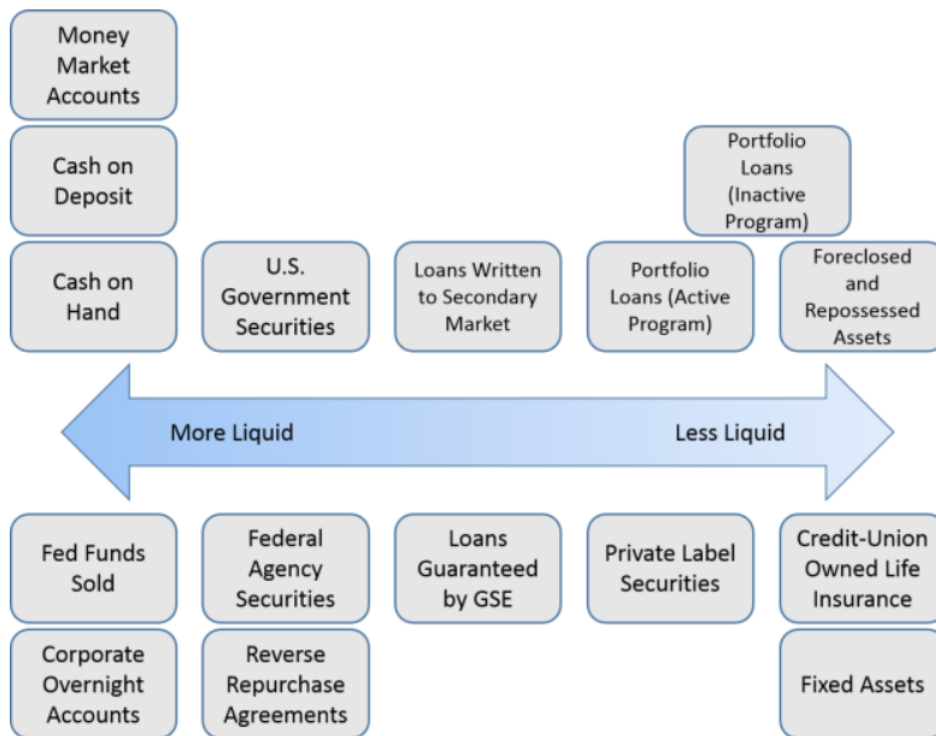 Money
Market
Accounts
Cash on
Deposit
Portfolio
Loans
(Inactive
Program)
Cash on
Hand
U.S.
Government
Securities
Loans Written
to Secondary
Market
Portfolio
Loans (Active
Program)
Foreclosed
and
Repossessed
Assets
More Liquid
Less Liquid
Fed Funds
Sold
Federal
Agency
Securities
Loans
Guaranteed
by GSE
Private Label
Securities
Credit-Union
Owned Life
Insurance
Corporate
Overnight
Accounts
Reverse
Repurchase
Agreements
Fixed Assets